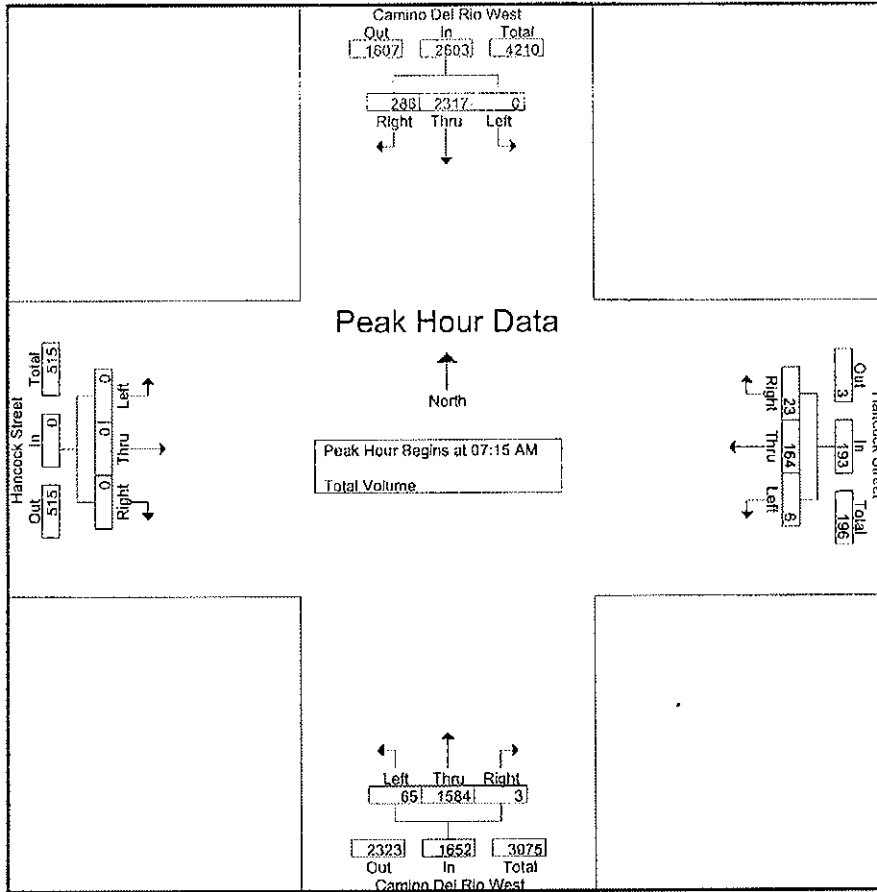 Camino Del Rio West
Out In Total
1607 2603 4210
286 2317 0
Right Thru Left
Peak Hour Data
North
Peak Hour Begins at 07:15 AM
Total Volume
Hancock Street
Total In Out
515 0 515
0 0 0
Left Thru Right
Right Thru Left
23 164 6
Out In Total
3 193 196
Hancock Street
Left Thru Right
65 1584 3
2323 1652 3975
Out In Total
Camino Del Rio West